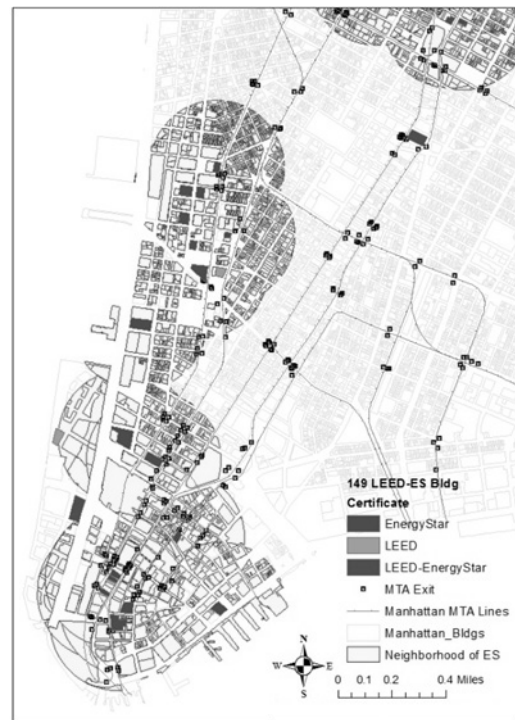 149 LEED-ES Bldg
Certificate
EnergyStar
LEED
LEED-EnergyStar
MTA Exit
Manhattan MTA Lines
Manhattan_Bldgs
Neighborhood of ES
N
W E
S
0 0.1 0.2 0.4 Miles